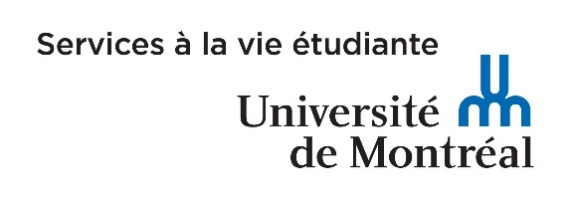 Services à la vie étudiante
Université
de Montréal